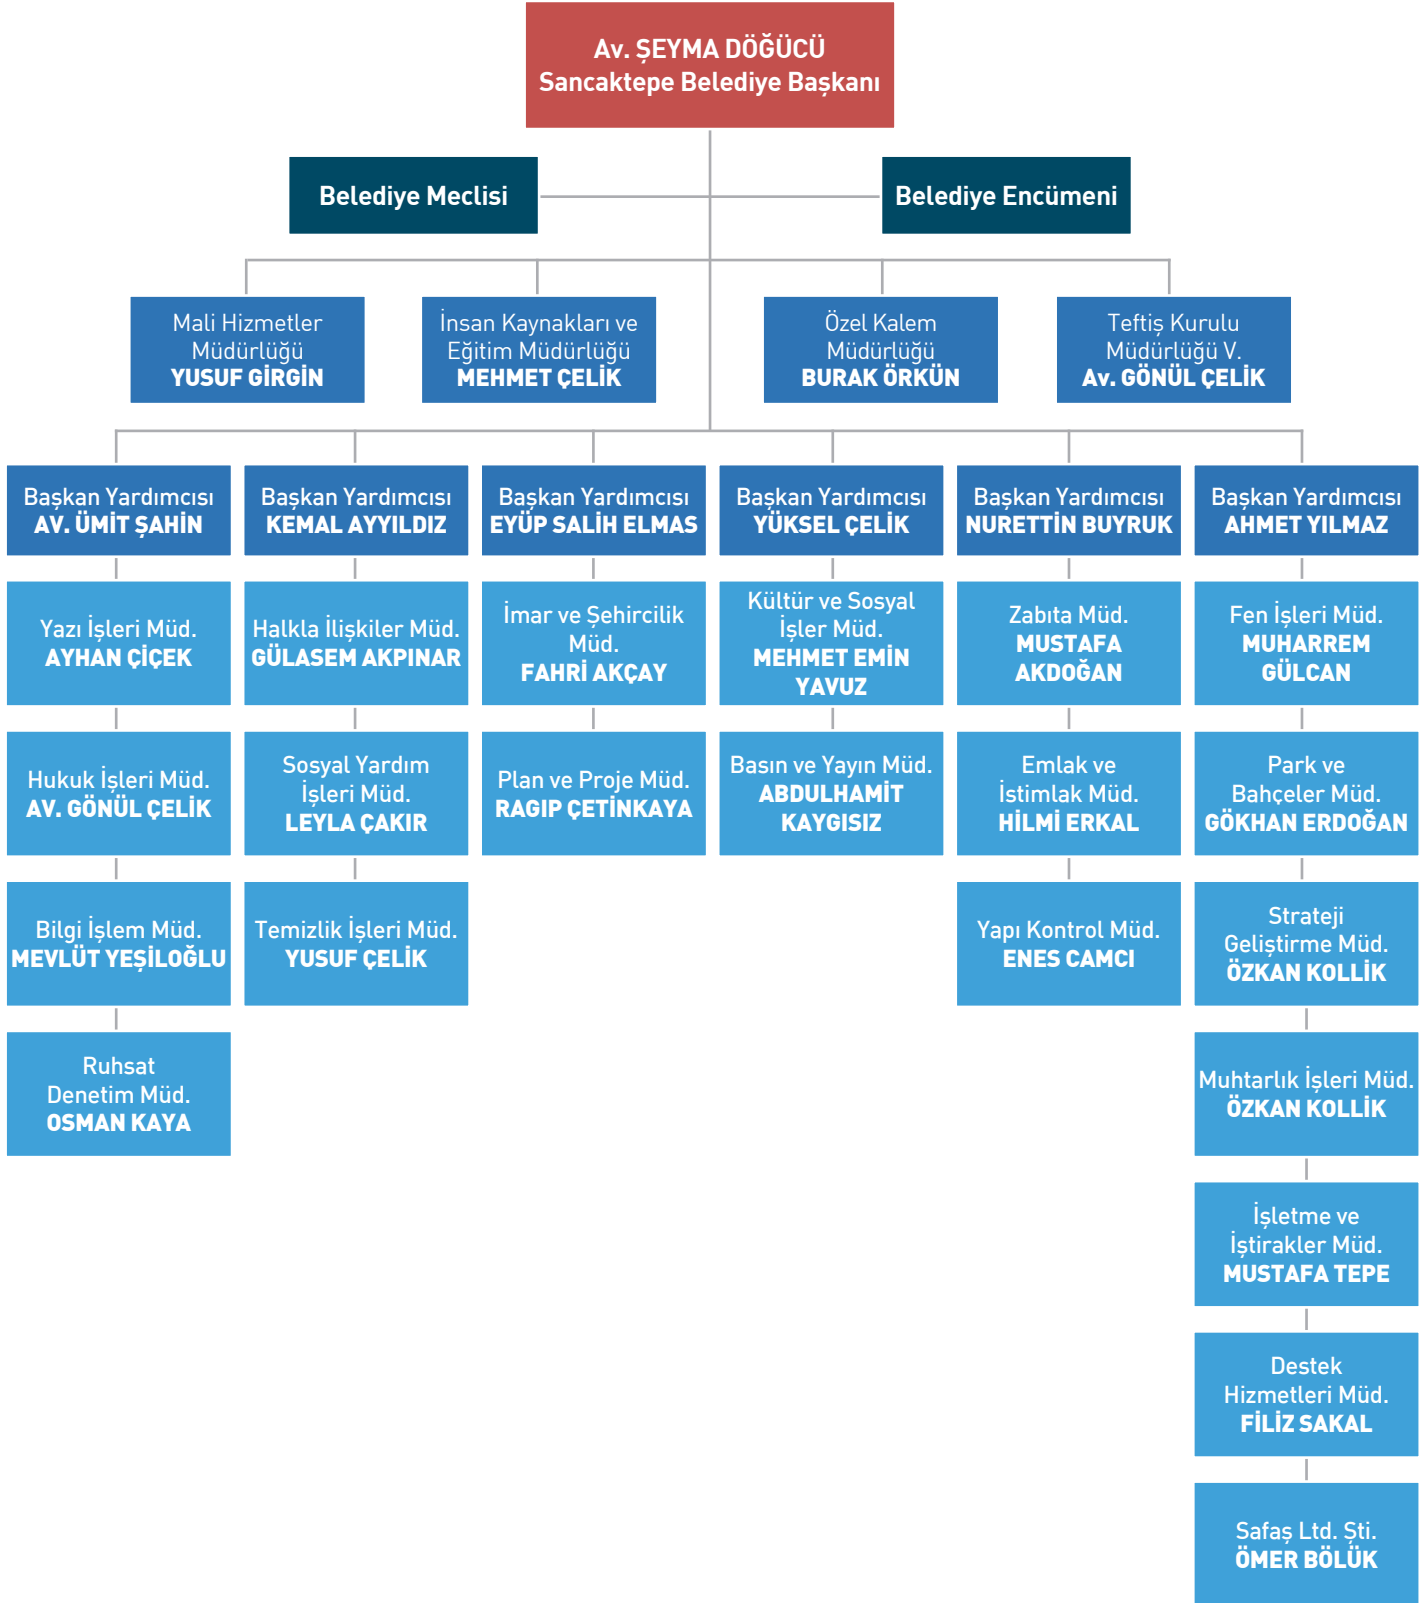 Av. ŞEYMA DÖĞÜCÜ
Sancaktepe Belediye Başkanı
Belediye Meclisi
Belediye Encümeni
Mali Hizmetler
Müdürlüğü
YUSUF GİRGİN
İnsan Kaynakları ve
Eğitim Müdürlüğü
MEHMET ÇELİK
Özel Kalem
Müdürlüğü
BURAK ÖRKÜN
Teftiş Kurulu
Müdürlüğü V.
Av. GÖNÜL ÇELİK
Başkan Yardımcısı
AV. ÜMİT ŞAHİN
Yazı İşleri Müd.
AYHAN ÇİÇEK
Hukuk İşleri Müd.
AV. GÖNÜL ÇELİK
Bilgi İşlem Müd.
MEVLÜT YEŞİLOĞLU
Ruhsat
Denetim Müd.
OSMAN KAYA
Başkan Yardımcısı
KEMAL AYYILDIZ
Halkla İlişkiler Müd.
GÜLASEM AKPINAR
Sosyal Yardım
İşleri Müd.
LEYLA ÇAKIR
Temizlik İşleri Müd.
YUSUF ÇELİK
Başkan Yardımcısı
EYÜP SALİH ELMAS
İmar ve Şehircilik
Müd.
FAHRİ AKÇAY
Plan ve Proje Müd.
RAGIP ÇETİNKAYA
Başkan Yardımcısı
YÜKSEL ÇELİK
Kültür ve Sosyal
İşler Müd.
MEHMET EMİN
YAVUZ
Basın ve Yayın Müd.
ABDULHAMİT
KAYGISIZ
Başkan Yardımcısı
NURETTİN BUYRUK
Zabıta Müd.
MUSTAFA
AKDOĞAN
Emlak ve
İstimlak Müd.
HİLMİ ERKAL
Yapı Kontrol Müd.
ENES CAMCI
Başkan Yardımcısı
AHMET YILMAZ
Fen İşleri Müd.
MUHARREM
GÜLCAN
Park ve
Bahçeler Müd.
GÖKHAN ERDOĞAN
Strateji
Geliştirme Müd.
ÖZKAN KOLLİK
Muhtarlık İşleri Müd.
ÖZKAN KOLLİK
İşletme ve
İştirakler Müd.
MUSTAFA TEPE
Destek
Hizmetleri Müd.
FİLİZ SAKAL
Safaş Ltd. Şti.
ÖMER BÖLÜK